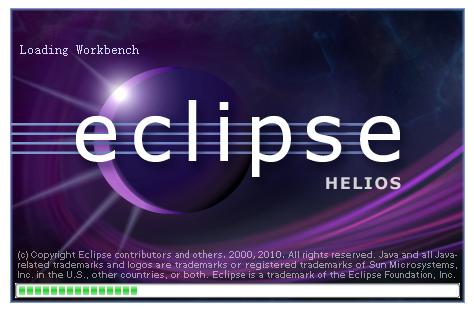 Loading Workbench
eclipse
HELIOS
(c) Copyright Eclipse contributors and others. 2000, 2010. All rights reserved. Java and all Java-
related trademarks and logos are trademarks or registered trademarks of Sun Microsystems,
Inc. in the U.S., other countries, or both. Eclipse is a trademark of the Eclipse Foundation, Inc.